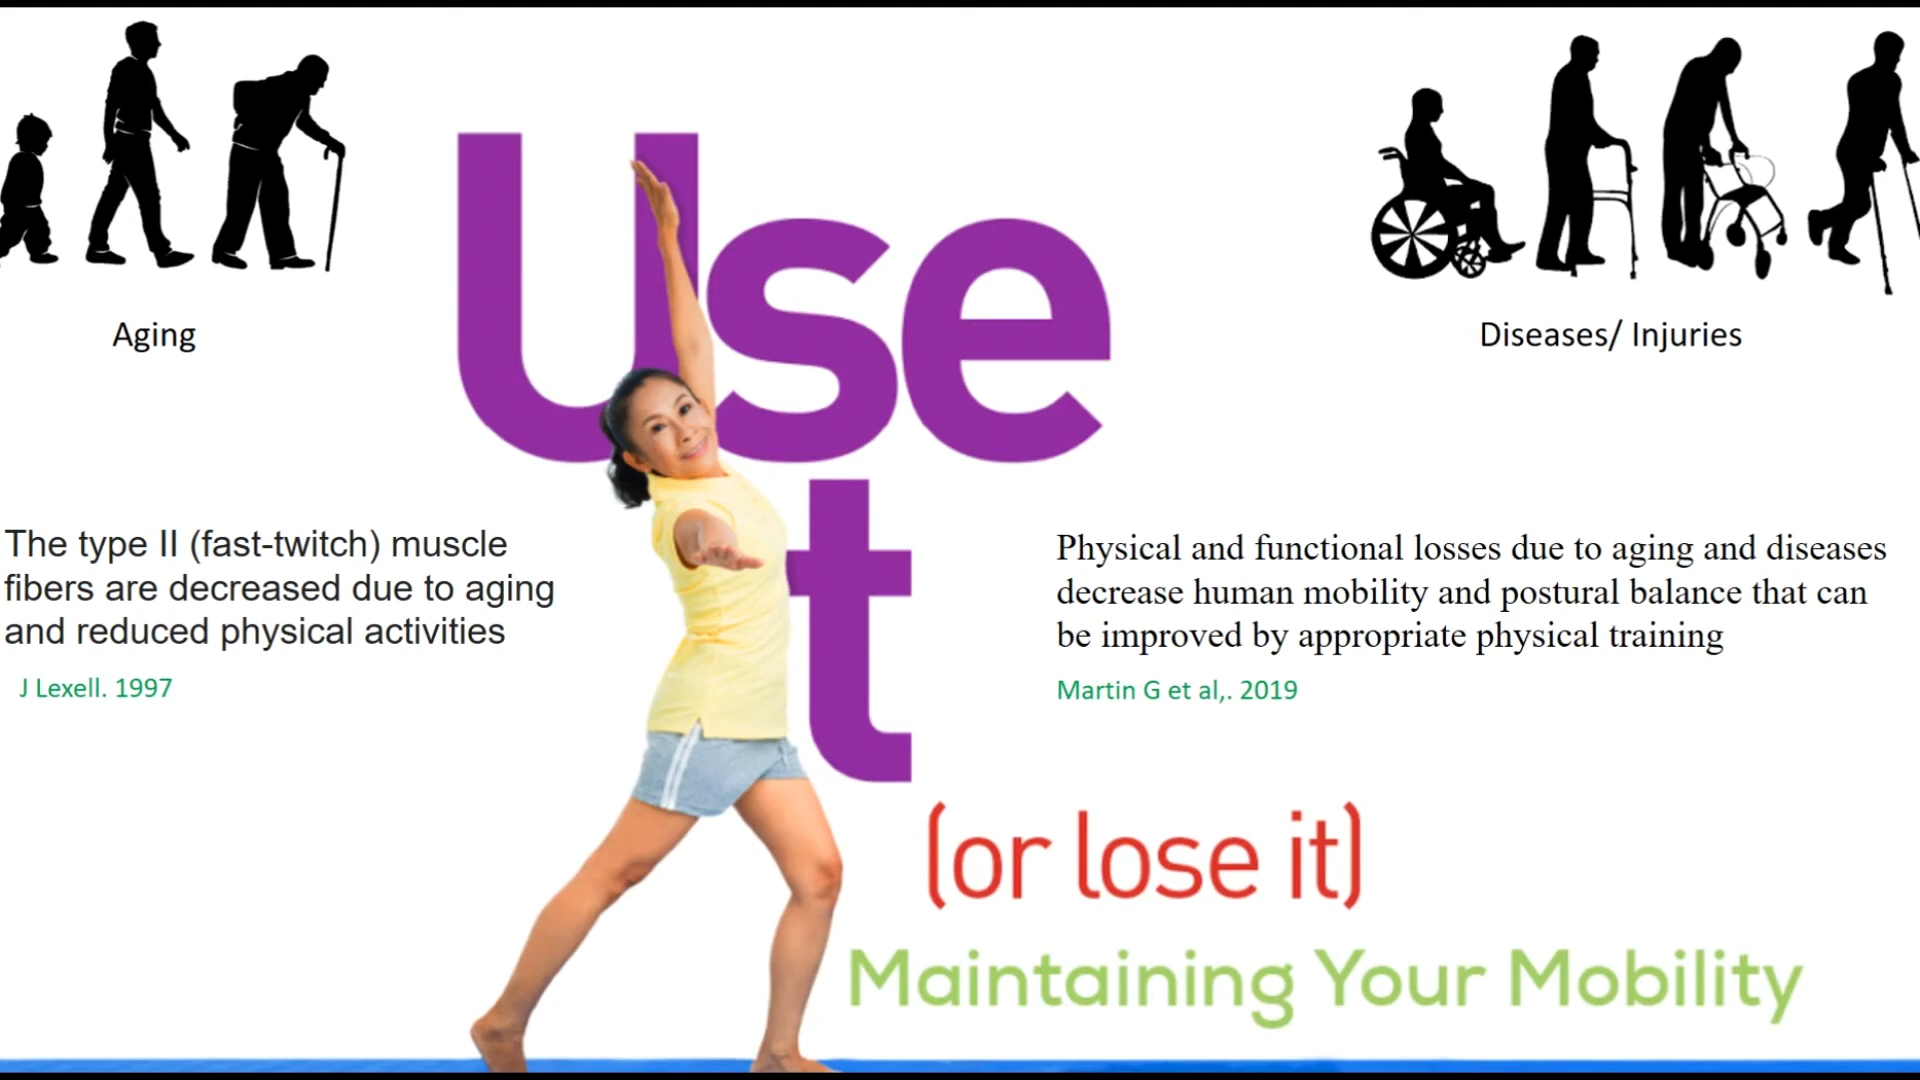 Aging
Diseases/ Injuries
Use
t
The type II (fast-twitch) muscle
fibers are decreased due to aging
and reduced physical activities
J Lexell. 1997
Physical and functional losses due to aging and diseases
decrease human mobility and postural balance that can
be improved by appropriate physical training
Martin G et al,. 2019
(or lose it)
Maintaining Your Mobility